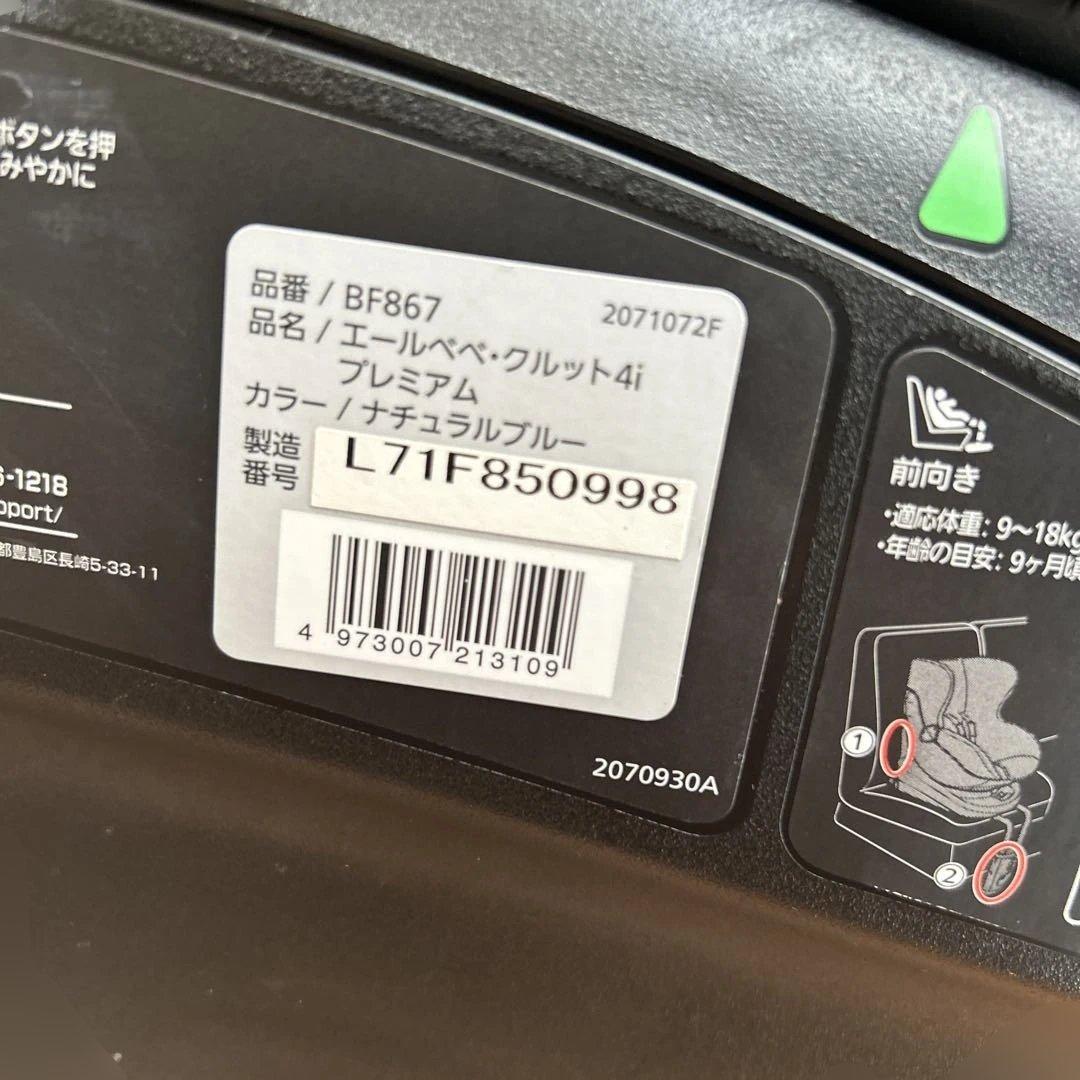 ボタンを押
みやかに
品番 / BF867
2071072F
品名 / エールベベ・クルット4i
プレミアム
カラー / ナチュラルブルー
製造
番号
L71F850998
4 973007 213109
2070930A
6-1218
pport/
都豊島区長崎5-33-11
前向き
・適応体重: 9〜18kg
・年齢の目安: 9ヶ月頃
1
2